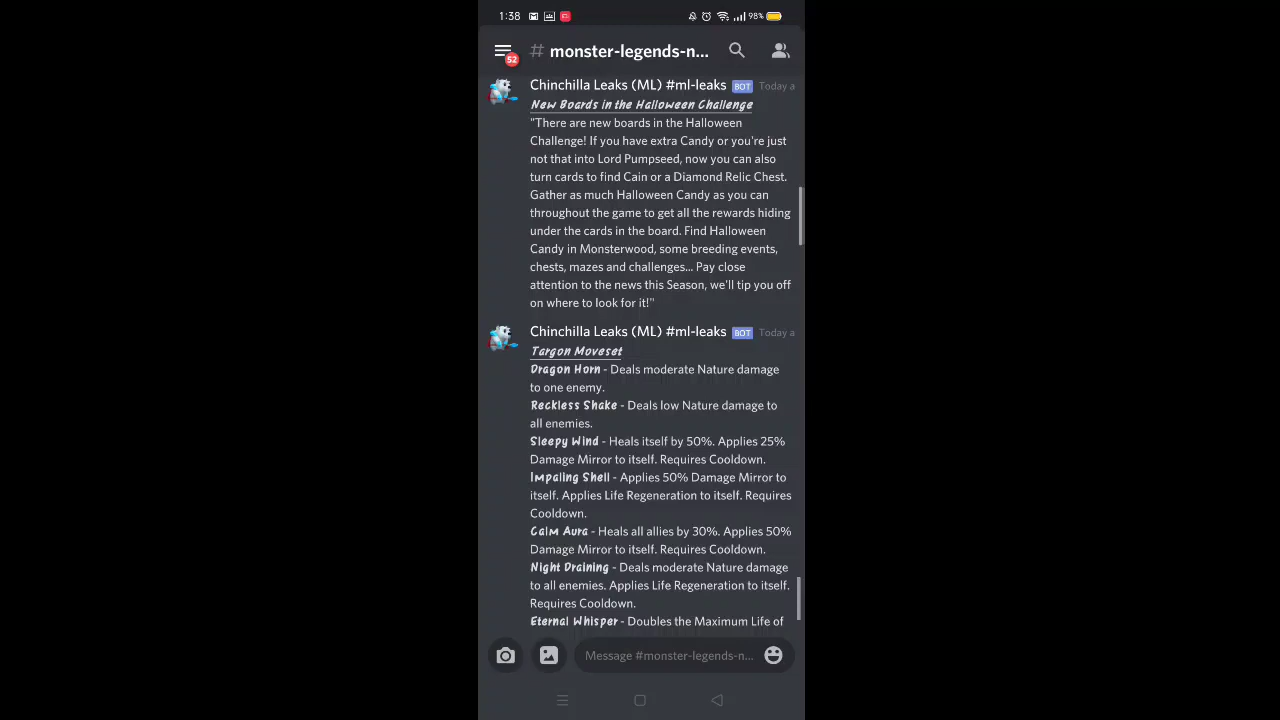 1:38
98%
52
# monster-legends-n...
Chinchilla Leaks (ML) #ml-leaks BOT Today a
New Boards in the Halloween Challenge
"There are new boards in the Halloween
Challenge! If you have extra Candy or you're just
not that into Lord Pumpseed, now you can also
turn cards to find Cain or a Diamond Relic Chest.
Gather as much Halloween Candy as you can
throughout the game to get all the rewards hiding
under the cards in the board. Find Halloween
Candy in Monsterwood, some breeding events,
chests, mazes and challenges... Pay close
attention to the news this Season, we'll tip you off
on where to look for it!"
Chinchilla Leaks (ML) #ml-leaks BOT Today a
Targon Moveset
Dragon Horn - Deals moderate Nature damage
to one enemy.
Reckless Shake - Deals low Nature damage to
all enemies.
Sleepy Wind - Heals itself by 50%. Applies 25%
Damage Mirror to itself. Requires Cooldown.
Impaling Shell - Applies 50% Damage Mirror to
itself. Applies Life Regeneration to itself. Requires
Cooldown.
Calm Aura - Heals all allies by 30%. Applies 50%
Damage Mirror to itself. Requires Cooldown.
Night Draining - Deals moderate Nature damage
to all enemies. Applies Life Regeneration to itself.
Requires Cooldown.
Eternal Whisper - Doubles the Maximum Life of
Message #monster-legends-n...